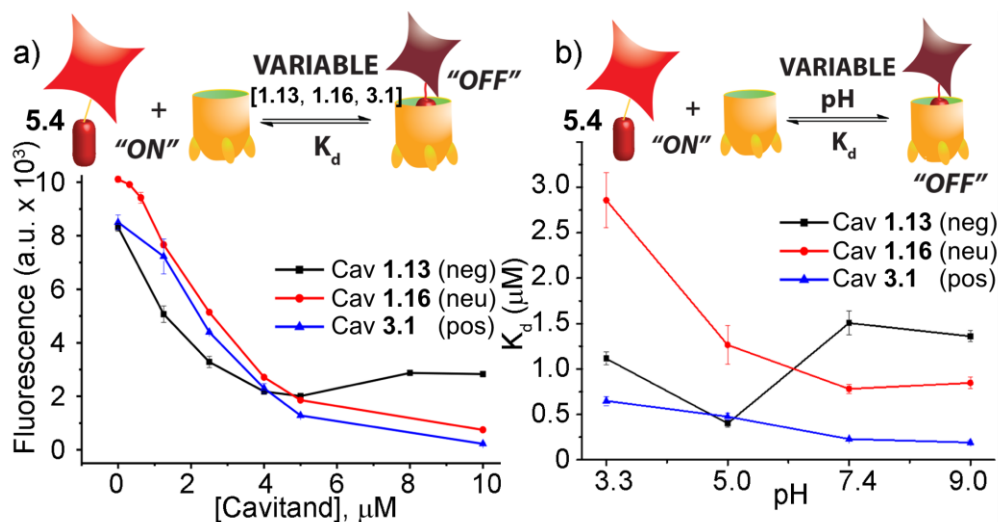 a)
VARIABLE
[1.13, 1.16, 3.1]
"OFF"
5.4
+
"ON"
Kd
Fluorescence (a.u. x 10³)
10
8
6
4
2
0
Cav 1.13 (neg)
Cav 1.16 (neu)
Cav 3.1 (pos)
0 2 4 6 8 10
[Cavitand], µM
b)
VARIABLE
pH
5.4
+
"ON"
Kd
"OFF"
Kd (µM)
3.0
2.5
2.0
1.5
1.0
0.5
0
Cav 1.13 (neg)
Cav 1.16 (neu)
Cav 3.1 (pos)
3.3 5.0 7.4 9.0
pH